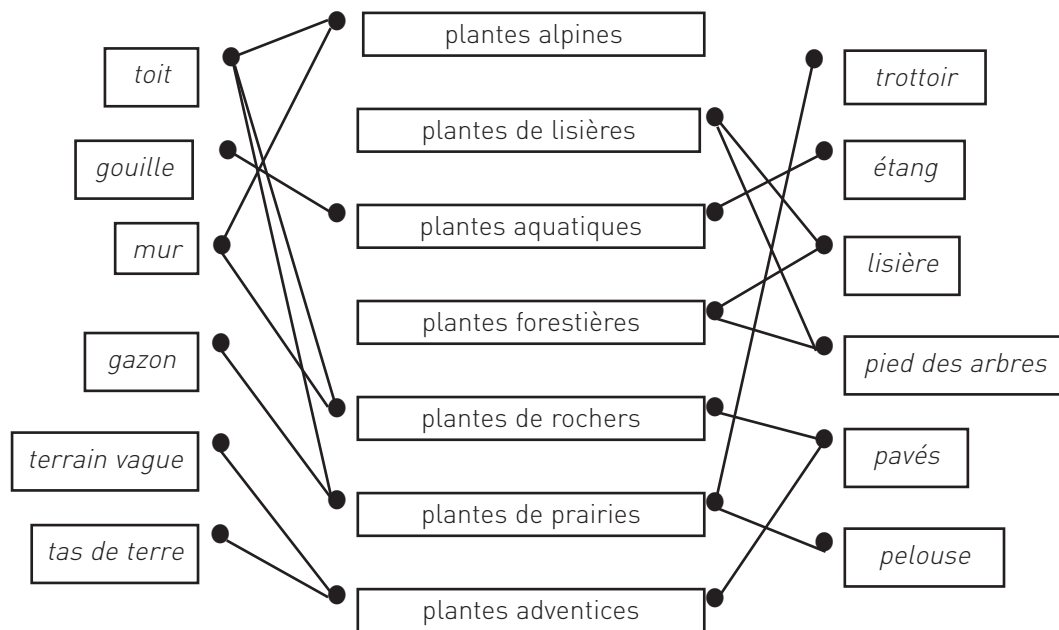 plantes alpines
toit
trottoir
plantes de lisières
gouille
étang
plantes aquatiques
mur
lisière
plantes forestières
gazon
pied des arbres
plantes de rochers
terrain vague
pavés
plantes de prairies
tas de terre
pelouse
plantes adventices